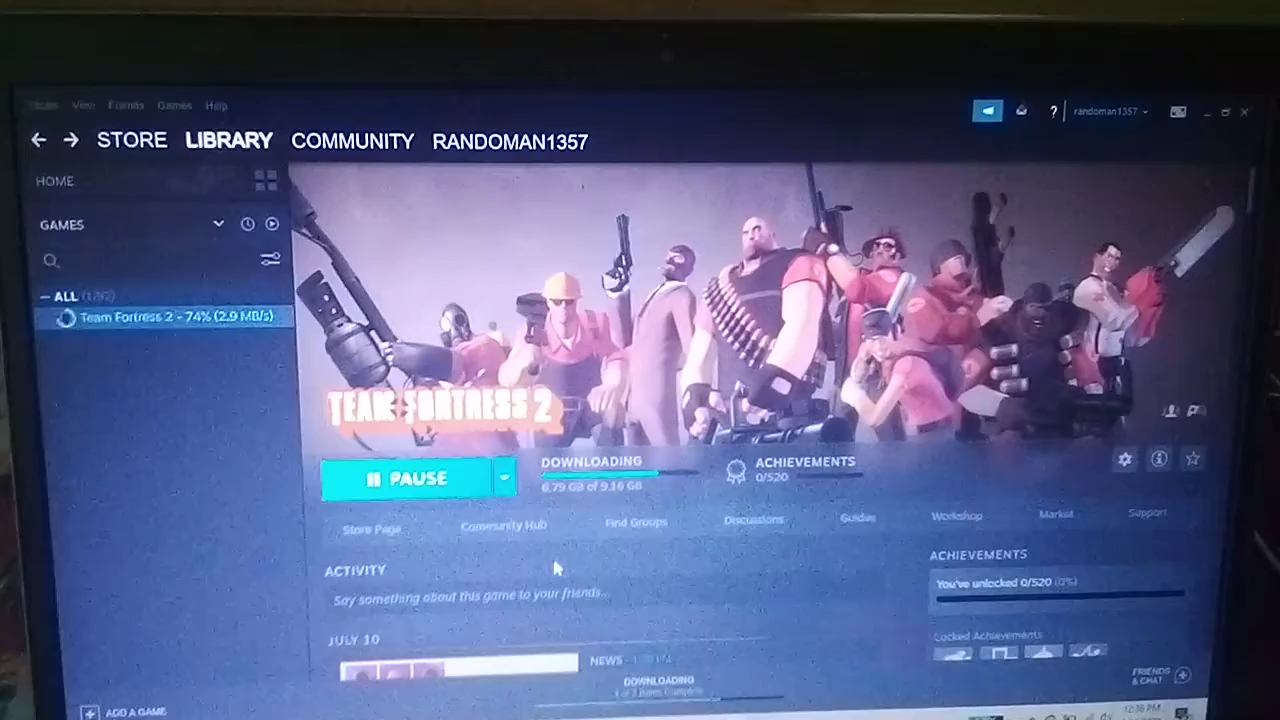 View Friends Games Help
randoman1357
STORE LIBRARY COMMUNITY RANDOMAN1357
HOME
GAMES
ALL
Team Fortress 2 - 74% (2.9 MB/s)
TEAM FORTRESS 2
PAUSE
DOWNLOADING
6.79 GB of 9.16 GB
ACHIEVEMENTS
0/520
Store Page Community Hub Find Groups Discussions Guides Workshop Market Support
ACTIVITY
Say something about this game to your friends...
ACHIEVEMENTS
You've unlocked 0/520 (0%)
Locked Achievements
JULY 10
NEWS
DOWNLOADING
FRIENDS
& CHAT
ADD A GAME
12:36 PM